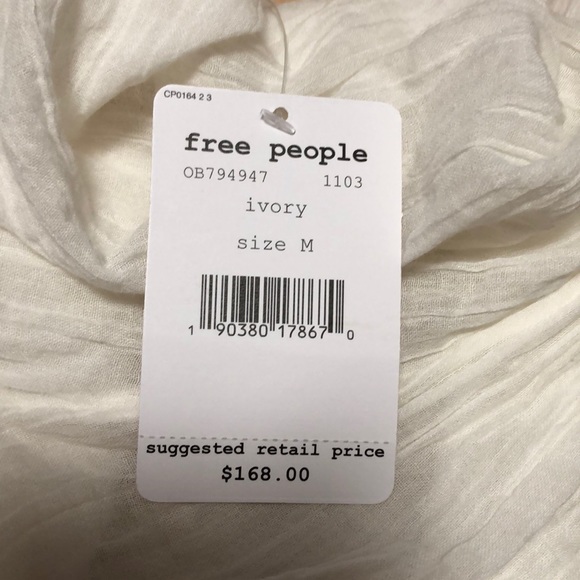 CP0164 2 3
free people
OB794947 1103
ivory
size M
1 90380 17867 0
suggested retail price
$168.00